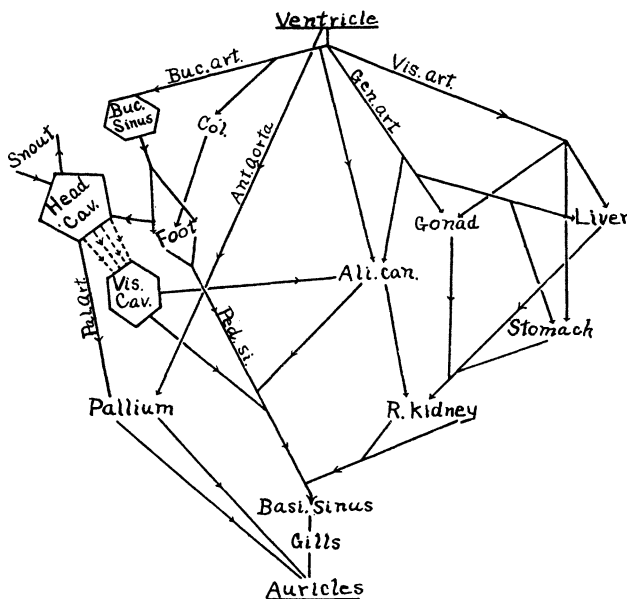 Ventricle
Buc. art.
Vis. art.
Gen. art
Buc.
Sinus
Col.
Ant. aorta
Snout
Head
Cav.
Foot
Gonad
Liver
Vis.
Cav.
Ali. can.
Pal. art.
Ped. si.
Stomach
Pallium
R. kidney
Basi. Sinus
Gills
Auricles